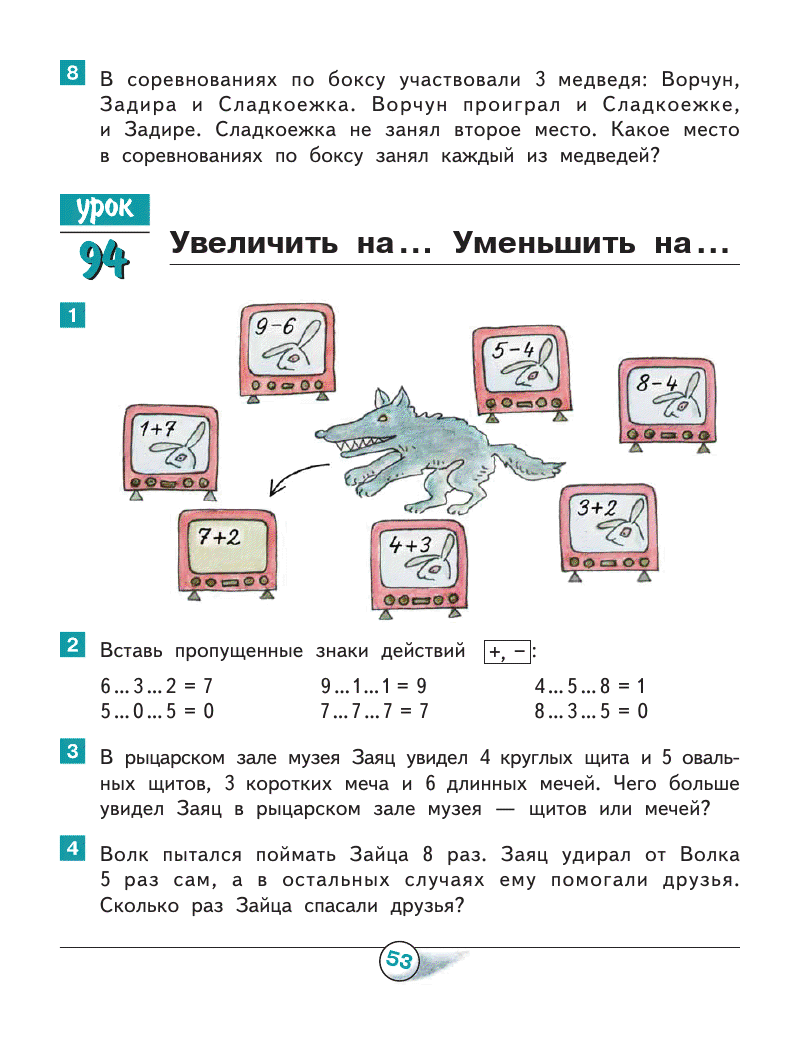 8
В соревнованиях по боксу участвовали 3 медведя: Ворчун,
Задира и Сладкоежка. Ворчун проиграл и Сладкоежке,
и Задире. Сладкоежка не занял второе место. Какое место
в соревнованиях по боксу занял каждый из медведей?
урок
94
Увеличить на... Уменьшить на...
1
9-6
5-4
8-4
1+7
7+2
4+3
3+2
2
Вставь пропущенные знаки действий +, −:
6...3...2 = 7 9...1...1 = 9 4...5...8 = 1
5...0...5 = 0 7...7...7 = 7 8...3...5 = 0
3
В рыцарском зале музея Заяц увидел 4 круглых щита и 5 оваль-
ных щитов, 3 коротких меча и 6 длинных мечей. Чего больше
увидел Заяц в рыцарском зале музея — щитов или мечей?
4
Волк пытался поймать Зайца 8 раз. Заяц удирал от Волка
5 раз сам, а в остальных случаях ему помогали друзья.
Сколько раз Зайца спасали друзья?
53